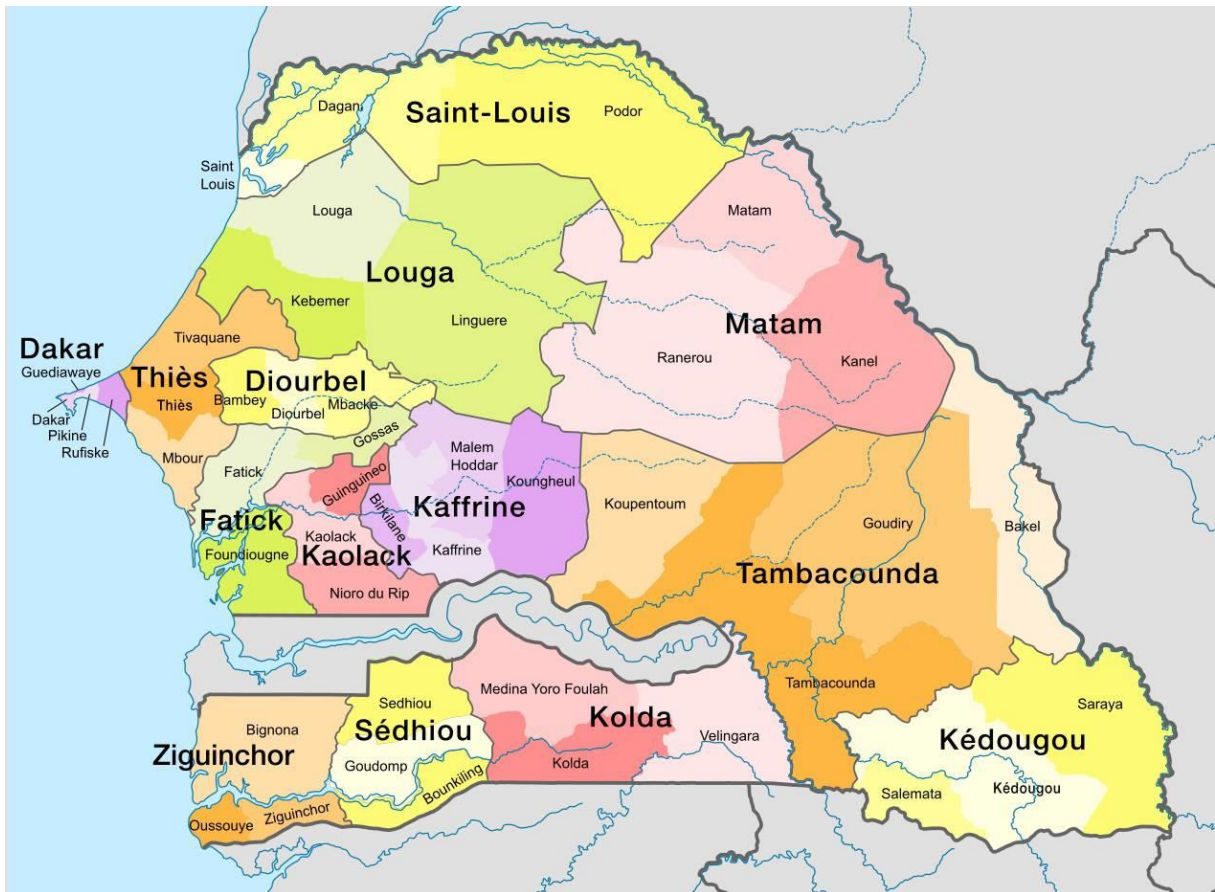 Saint-Louis
Dagana
Podor
Saint
Louis
Louga
Matam
Louga
Kebemer
Linguere
Matam
Ranerou
Kanel
Tivaquane
Dakar
Guediawaye
Thiès
Thiès
Diourbel
Bambey
Diourbel
Mbacke
Dakar
Pikine
Rufiske
Mbour
Gossas
Fatick
Guinguineo
Malem
Hoddar
Koungheul
Birkilane
Kaffrine
Kaffrine
Koupentoum
Goudiry
Bakel
Fatick
Foundiougne
Kaolack
Kaolack
Nioro du Rip
Tambacounda
Tambacounda
Medina Yoro Foulah
Kolda
Kolda
Velingara
Sedhiou
Sédhiou
Goudomp
Bounkiling
Bignona
Ziguinchor
Ziguinchor
Oussouye
Saraya
Kédougou
Kédougou
Salemata